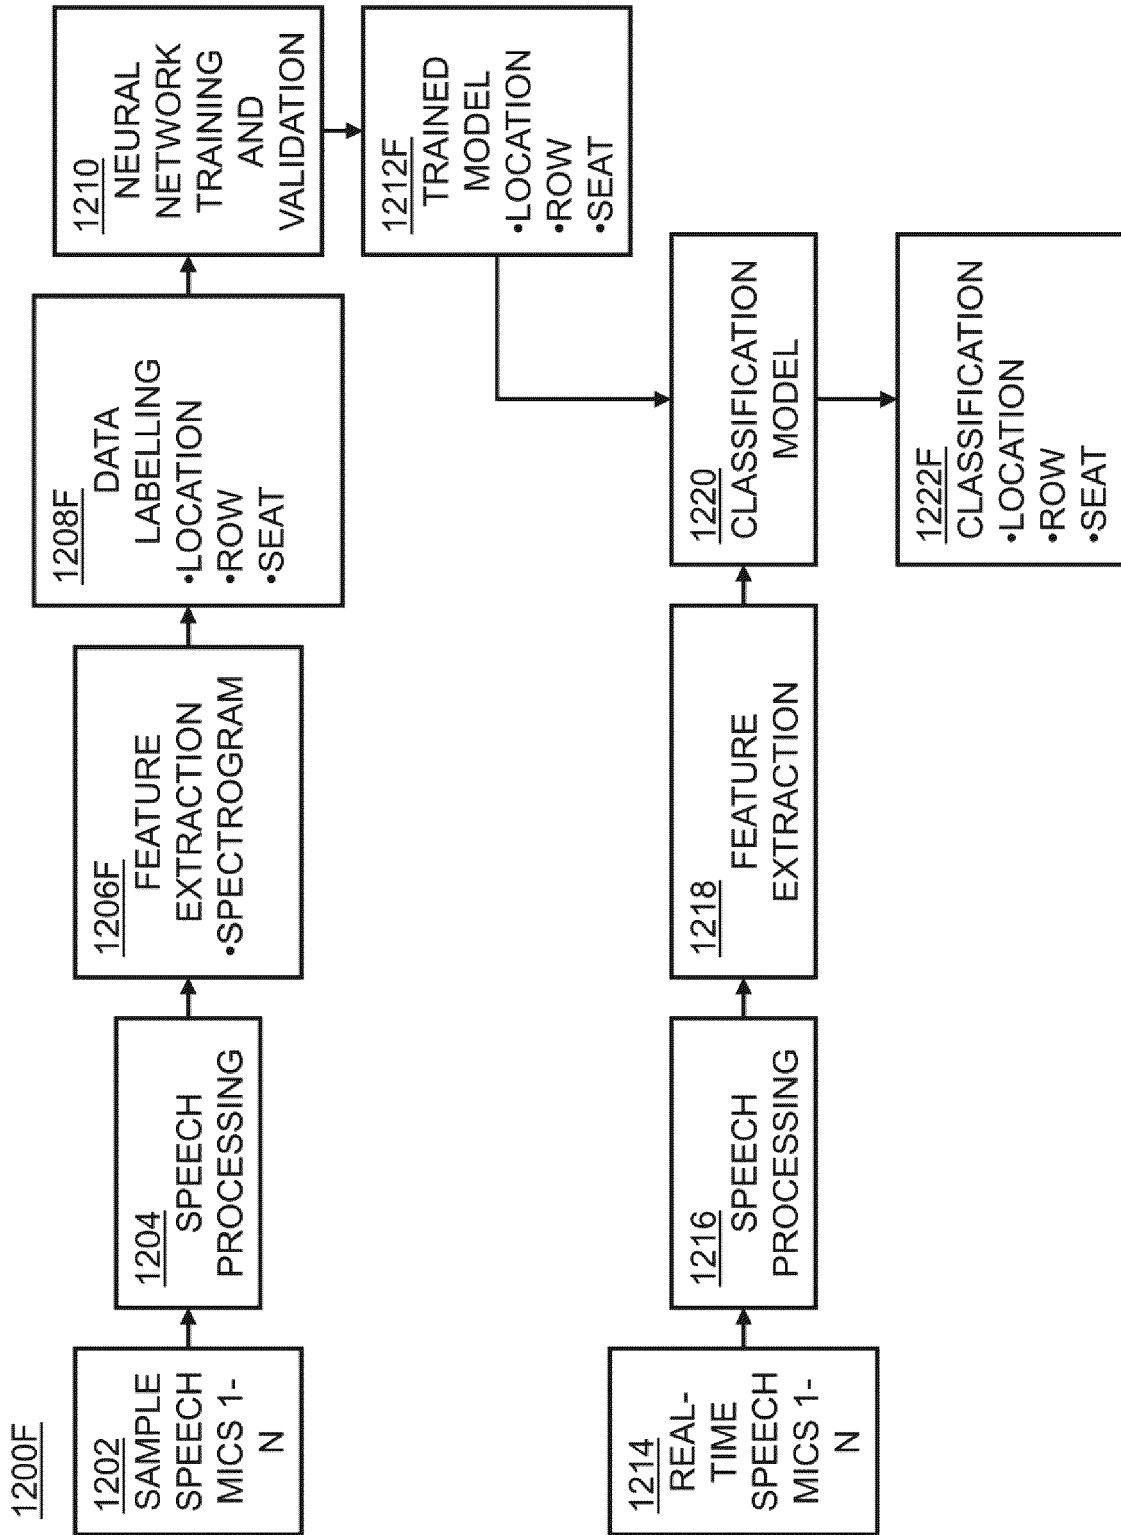 1200F
1202
SAMPLE
SPEECH
MICS 1-
N
1204
SPEECH
PROCESSING
1206F
FEATURE
EXTRACTION
•SPECTROGRAM
1208F
DATA
LABELLING
•LOCATION
•ROW
•SEAT
1210
NEURAL
NETWORK
TRAINING
AND
VALIDATION
1212F
TRAINED
MODEL
•LOCATION
•ROW
•SEAT
1214
REAL-
TIME
SPEECH
MICS 1-
N
1216
SPEECH
PROCESSING
1218
FEATURE
EXTRACTION
1220
CLASSIFICATION
MODEL
1222F
CLASSIFICATION
•LOCATION
•ROW
•SEAT